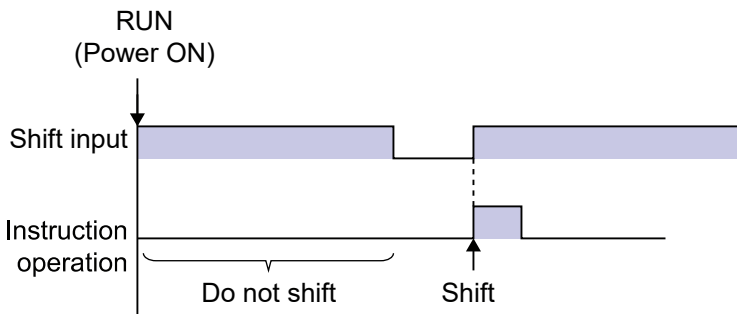 RUN
(Power ON)
Shift input
Instruction
operation
Do not shift
Shift